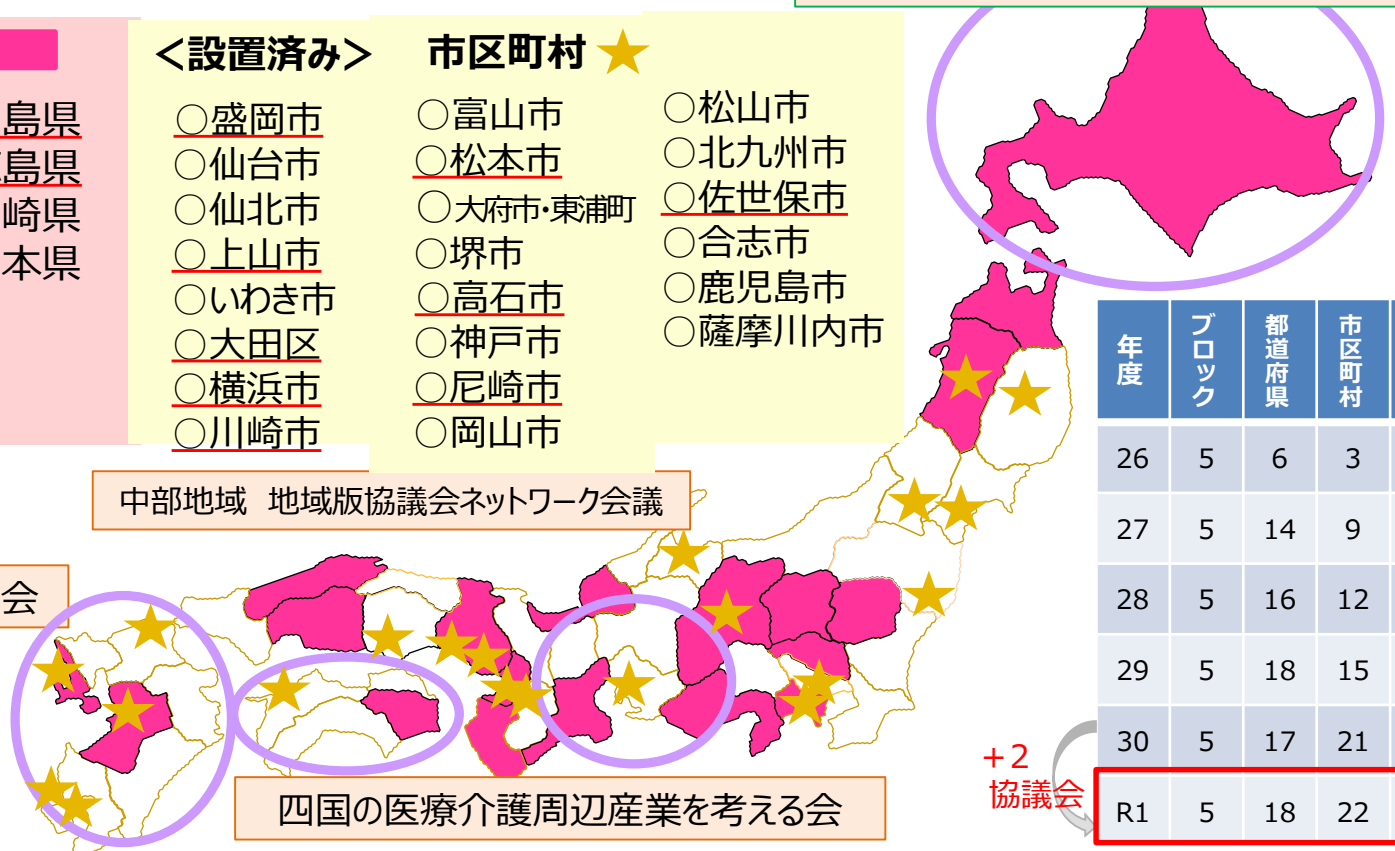 島県
島県
崎県
本県
＜設置済み＞ 市区町村
○盛岡市
○仙台市
○仙北市
○上山市
○いわき市
○大田区
○横浜市
○川崎市
○富山市
○松本市
○大府市・東浦町
○堺市
○高石市
○神戸市
○尼崎市
○岡山市
○松山市
○北九州市
○佐世保市
○合志市
○鹿児島市
○薩摩川内市
中部地域 地域版協議会ネットワーク会議
会
四国の医療介護周辺産業を考える会
＋２
協議会
年度 ブロック 都道府県 市区町村
26 5 6 3
27 5 14 9
28 5 16 12
29 5 18 15
30 5 17 21
R1 5 18 22